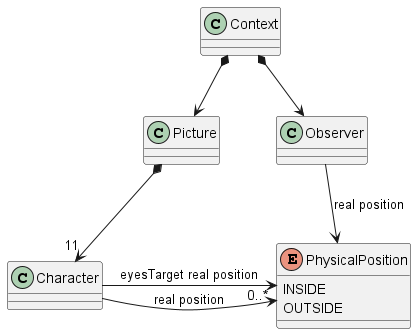 C Context
C Picture
C Observer
real position
11
C Character
eyesTarget real position
real position
0..*
E PhysicalPosition
INSIDE
OUTSIDE